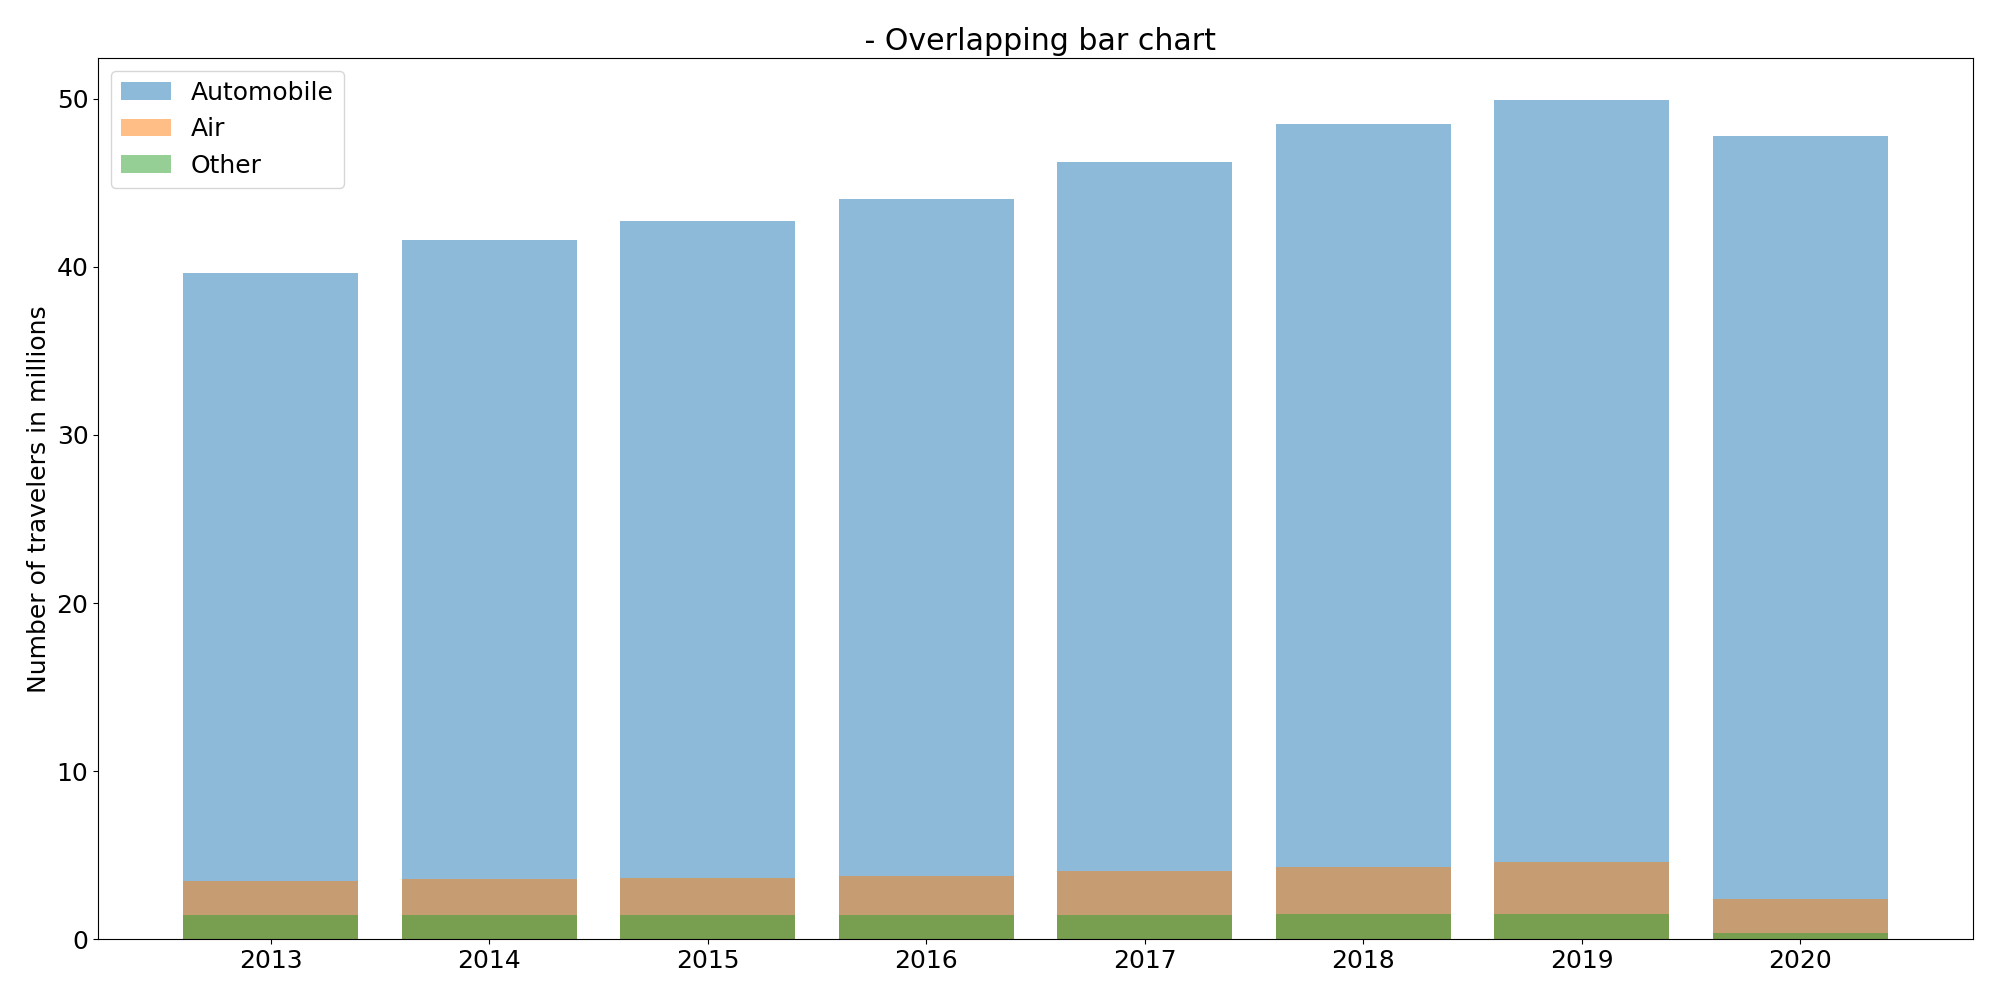 - Overlapping bar chart
Automobile
Air
Other
Number of travelers in millions
50
40
30
20
10
0
2013 2014 2015 2016 2017 2018 2019 2020